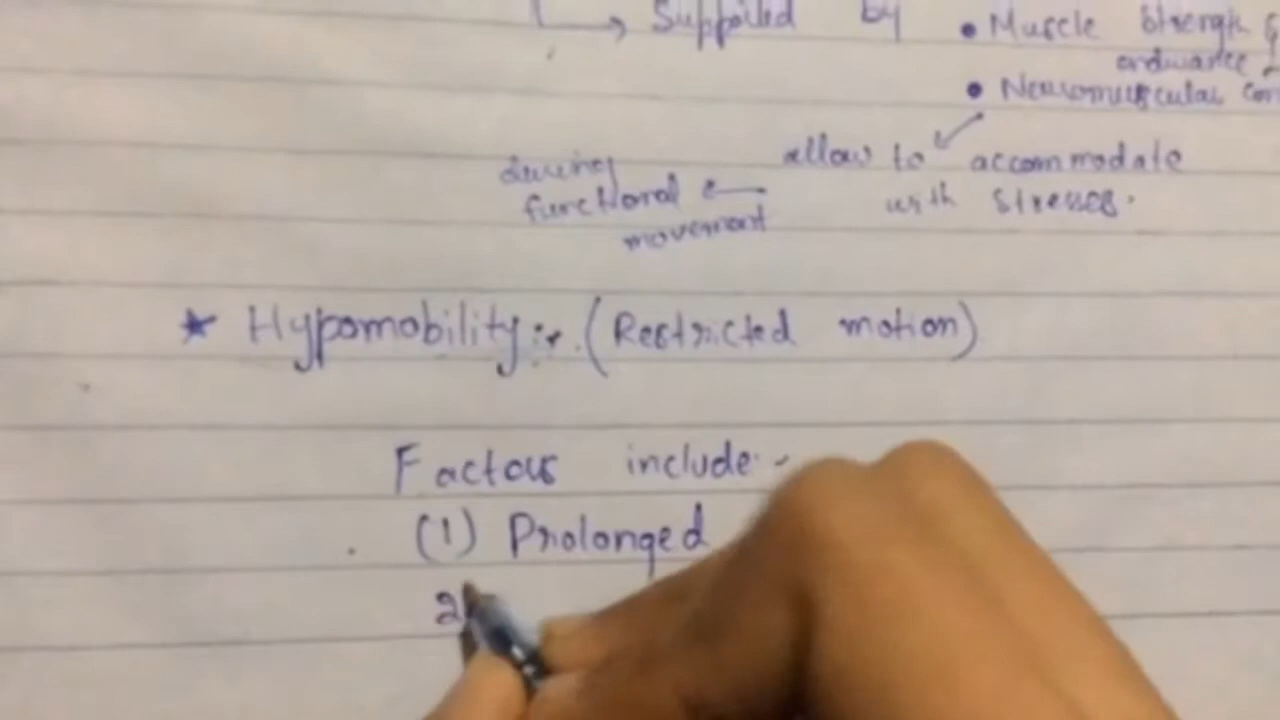 Supported by • Muscle Strength &
endurance
• Neuromuscular con
allow to accommodate
with stresses.
during
functional
movement
★ Hypomobility:- (Restricted motion)
Factors include -
(1) Prolonged
2